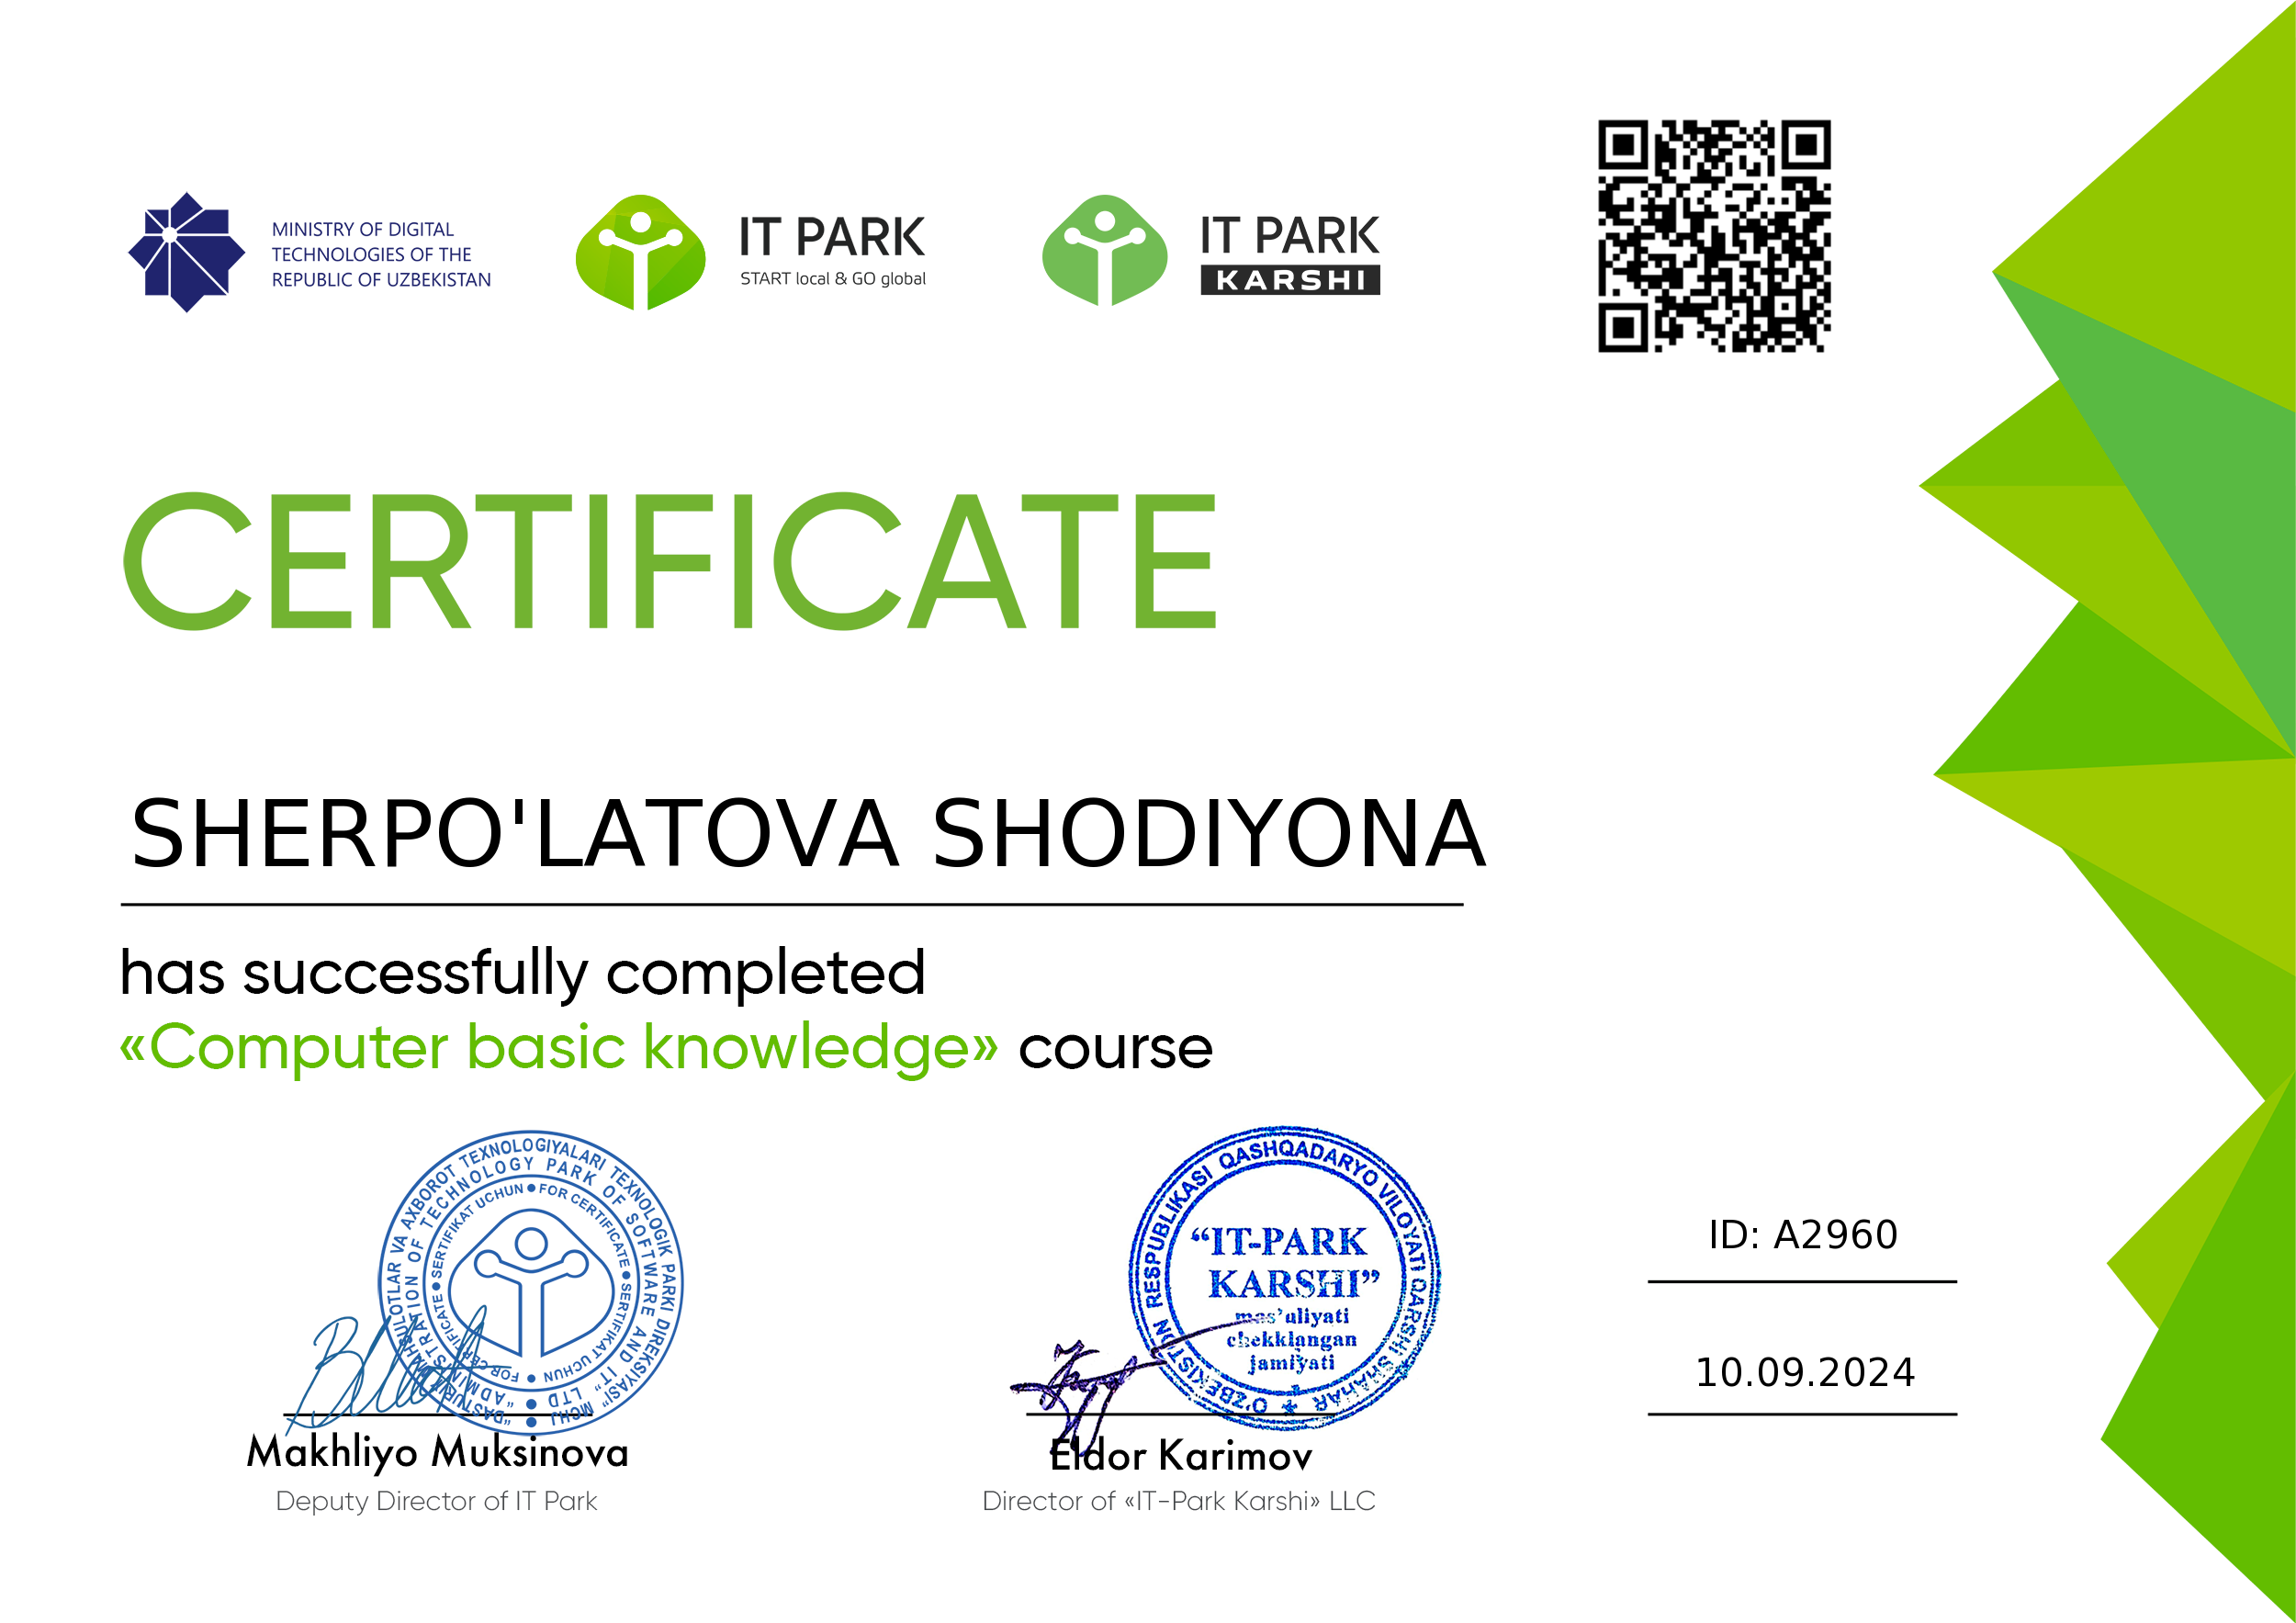 MINISTRY OF DIGITAL
TECHNOLOGIES OF THE
REPUBLIC OF UZBEKISTAN
IT PARK
START local & GO global
IT PARK
KARSHI
CERTIFICATE
SHERPO'LATOVA SHODIYONA
has successfully completed
«Computer basic knowledge» course
"DASTURIY MAHSULOTLAR VA AXBOROT TEXNOLOGIYALARI TEXNOLOGIK PARKI DIREKSIYASI" MCHJ
"ADMINISTRATION OF TECHNOLOGY PARK OF SOFTWARE AND IT" LTD
SERTIFIKAT UCHUN • FOR CERTIFICATE • SERTIFIKAT UCHUN • FOR CERTIFICATE •
O'ZBEKISTON RESPUBLIKASI QASHQADARYO VILOYATI QARSHI SHAHAR
“IT-PARK
KARSHI”
mas’uliyati
chekklangan
jamiyati
ID: A2960
10.09.2024
Makhliyo Muksinova
Deputy Director of IT Park
Eldor Karimov
Director of «IT-Park Karshi» LLC